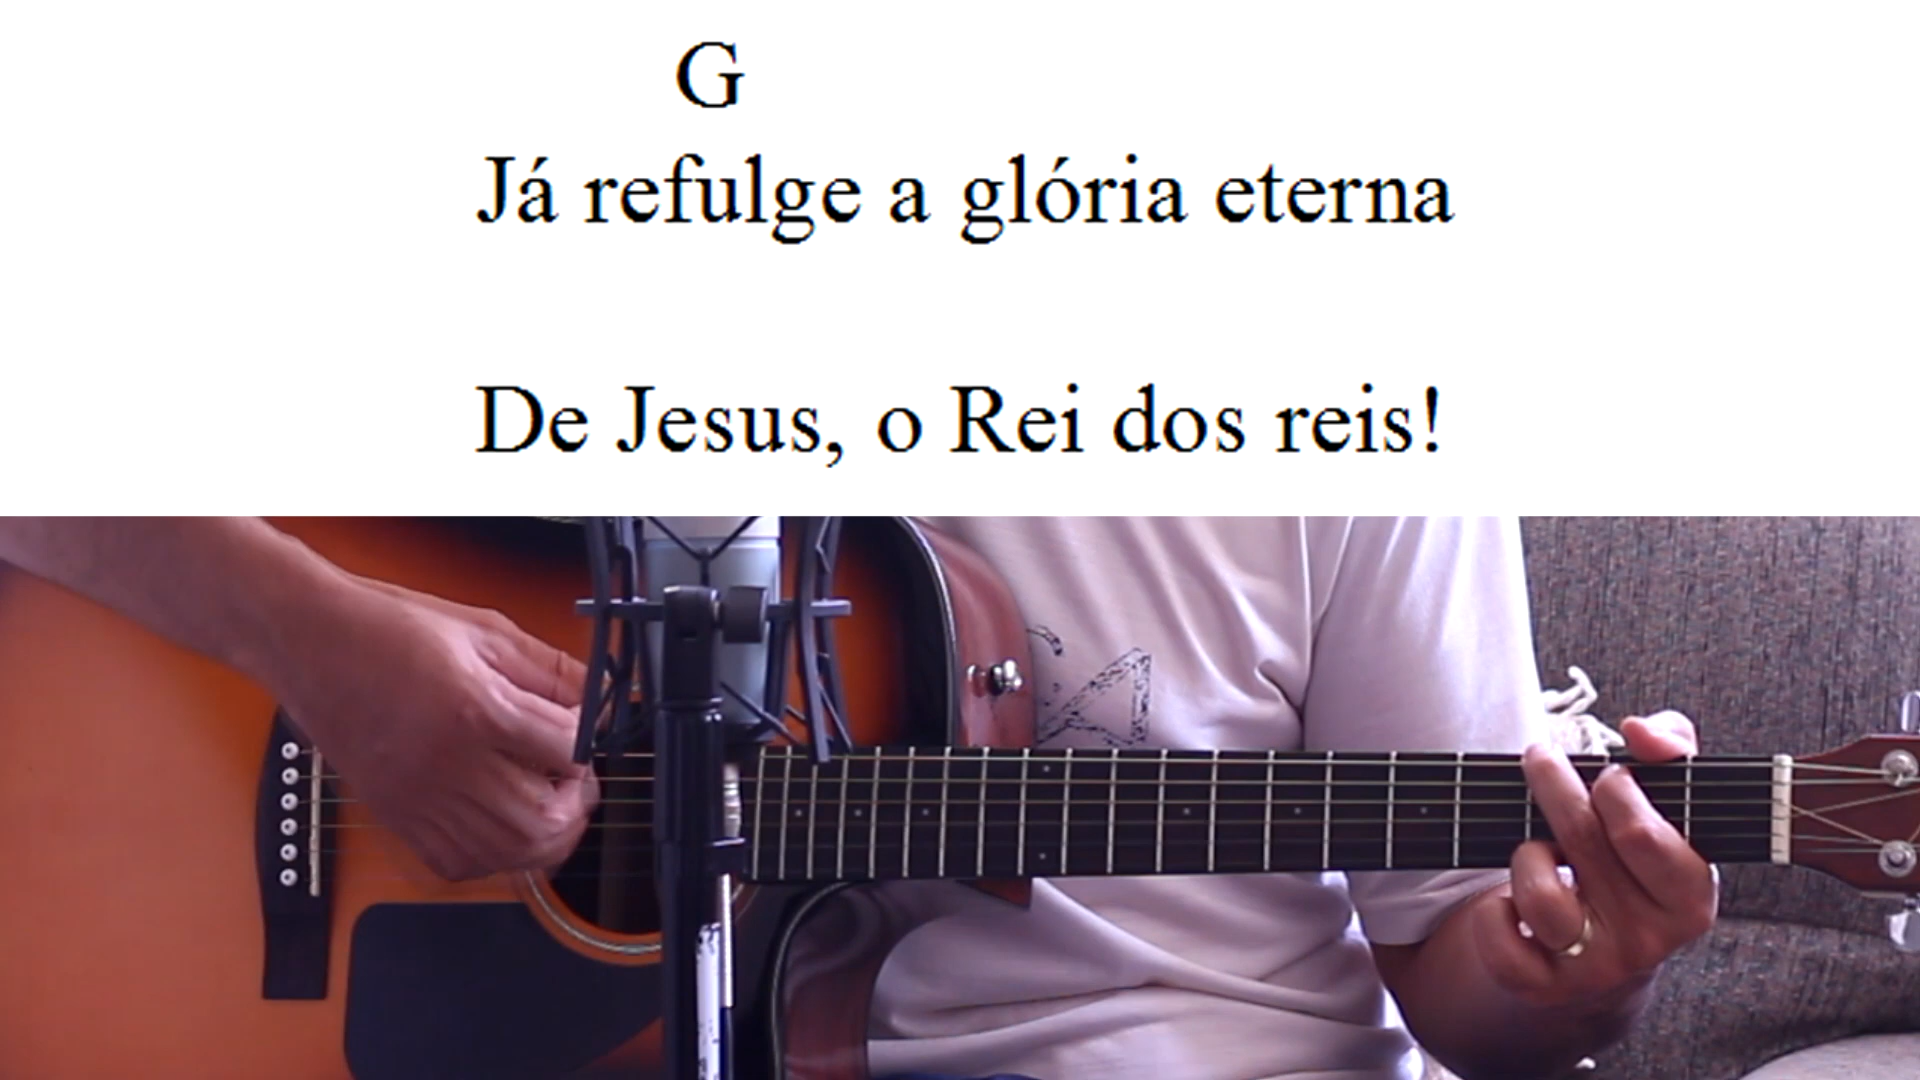 G
Já refulge a glória eterna
De Jesus, o Rei dos reis!